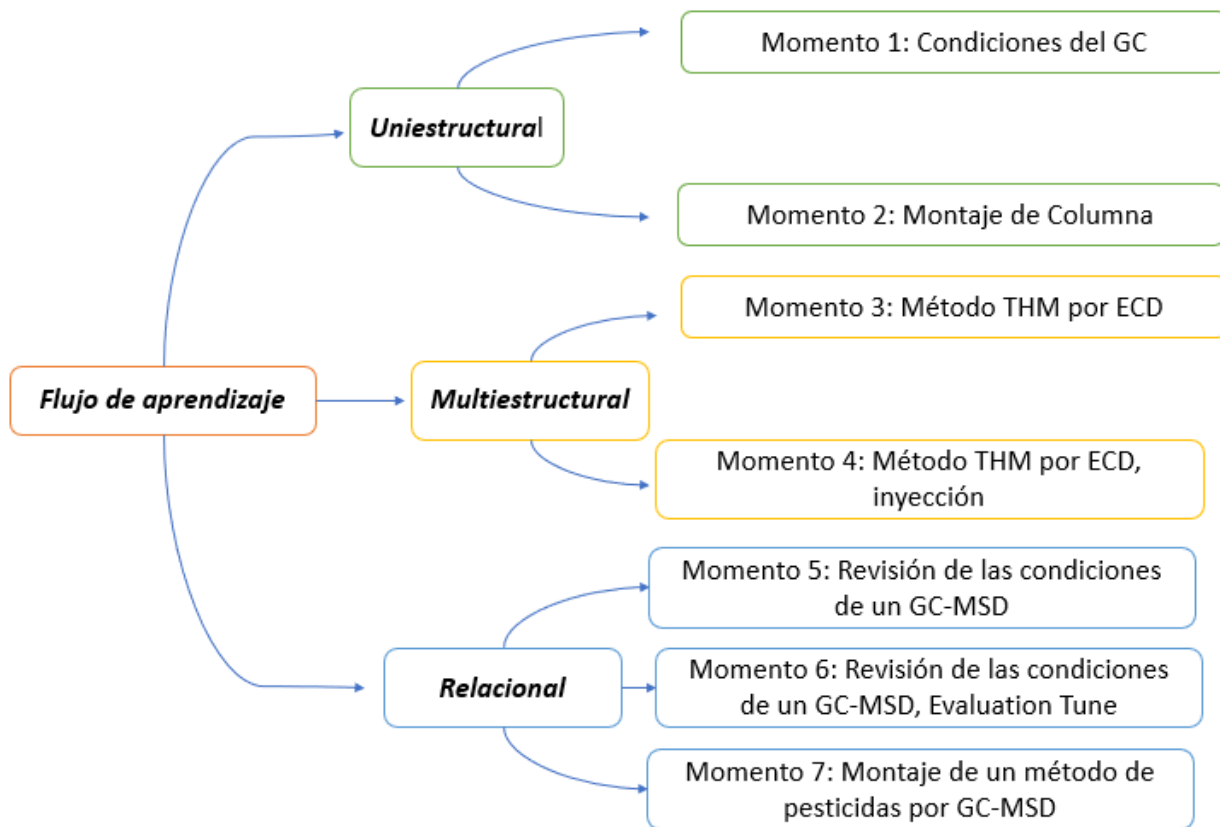 Momento 1: Condiciones del GC
Uniestructural
Momento 2: Montaje de Columna
Momento 3: Método THM por ECD
Flujo de aprendizaje
Multiestructural
Momento 4: Método THM por ECD,
inyección
Momento 5: Revisión de las condiciones
de un GC-MSD
Relacional
Momento 6: Revisión de las condiciones
de un GC-MSD, Evaluation Tune
Momento 7: Montaje de un método de
pesticidas por GC-MSD